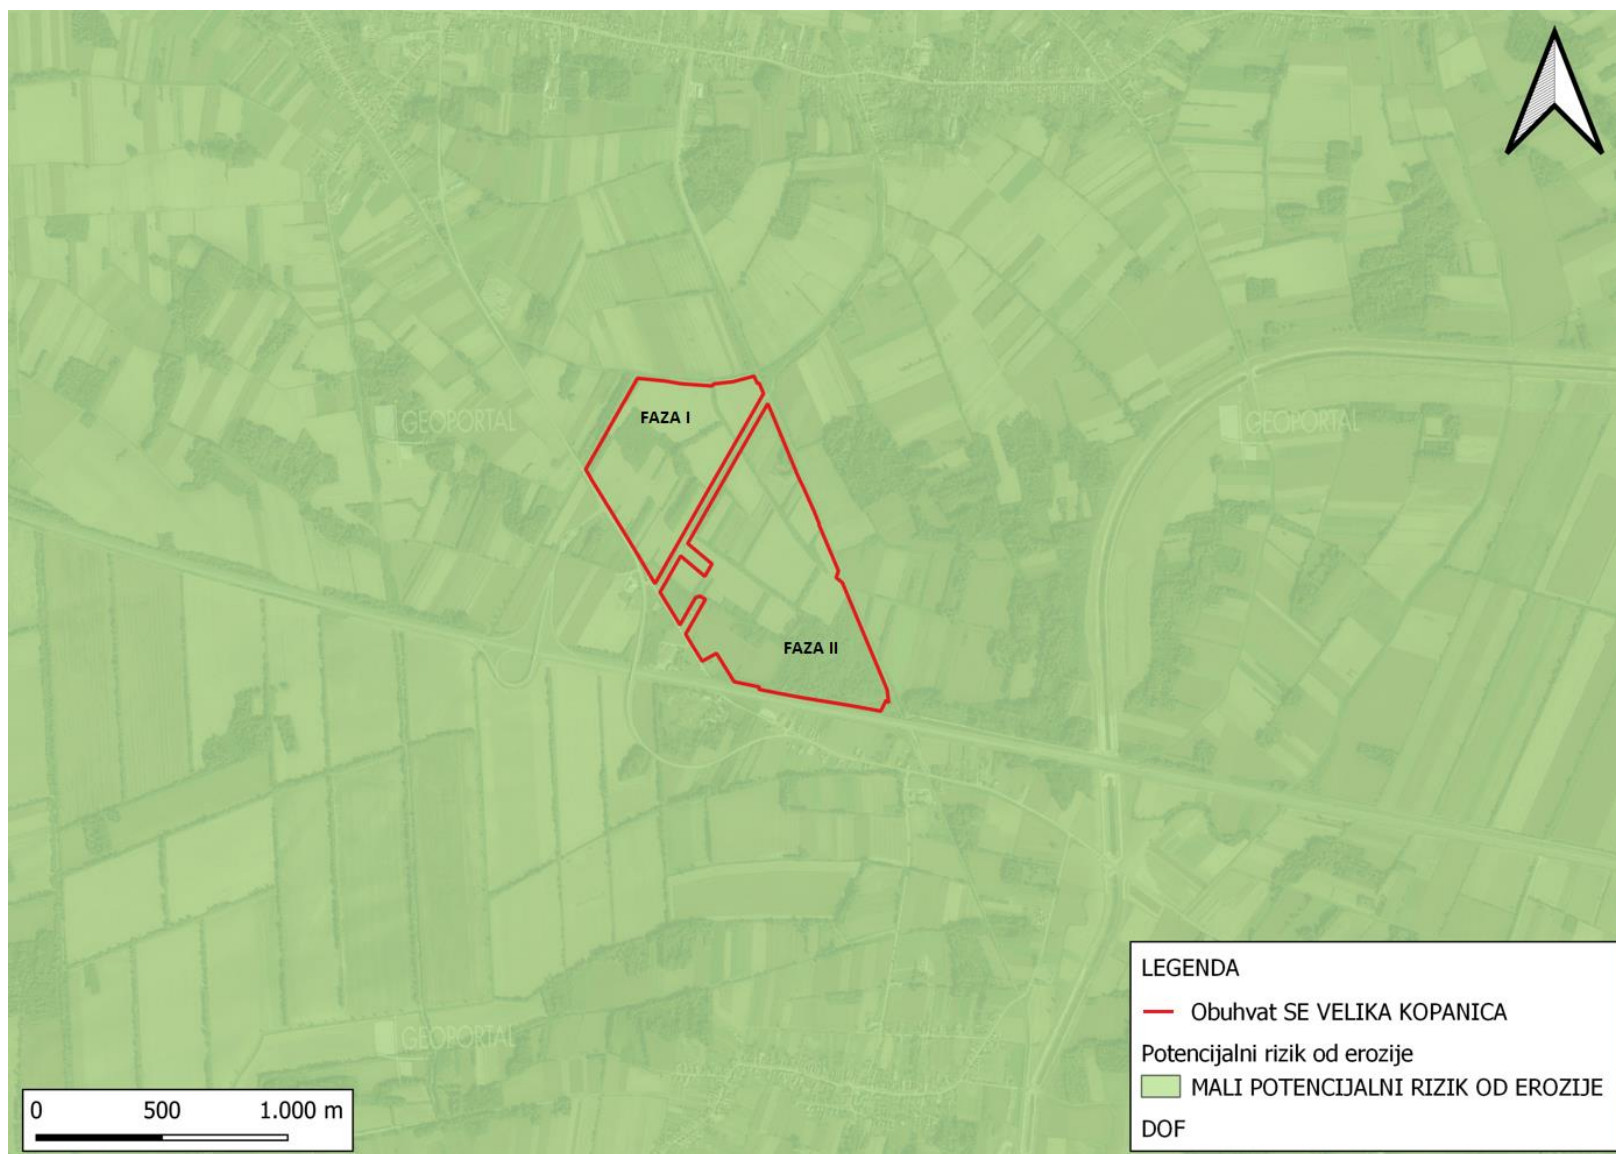 FAZA I
GEOPORTAL
GEOPORTAL
FAZA II
GEOPORTAL
LEGENDA
Obuhvat SE VELIKA KOPANICA
Potencijalni rizik od erozije
MALI POTENCIJALNI RIZIK OD EROZIJE
DOF
0 500 1.000 m